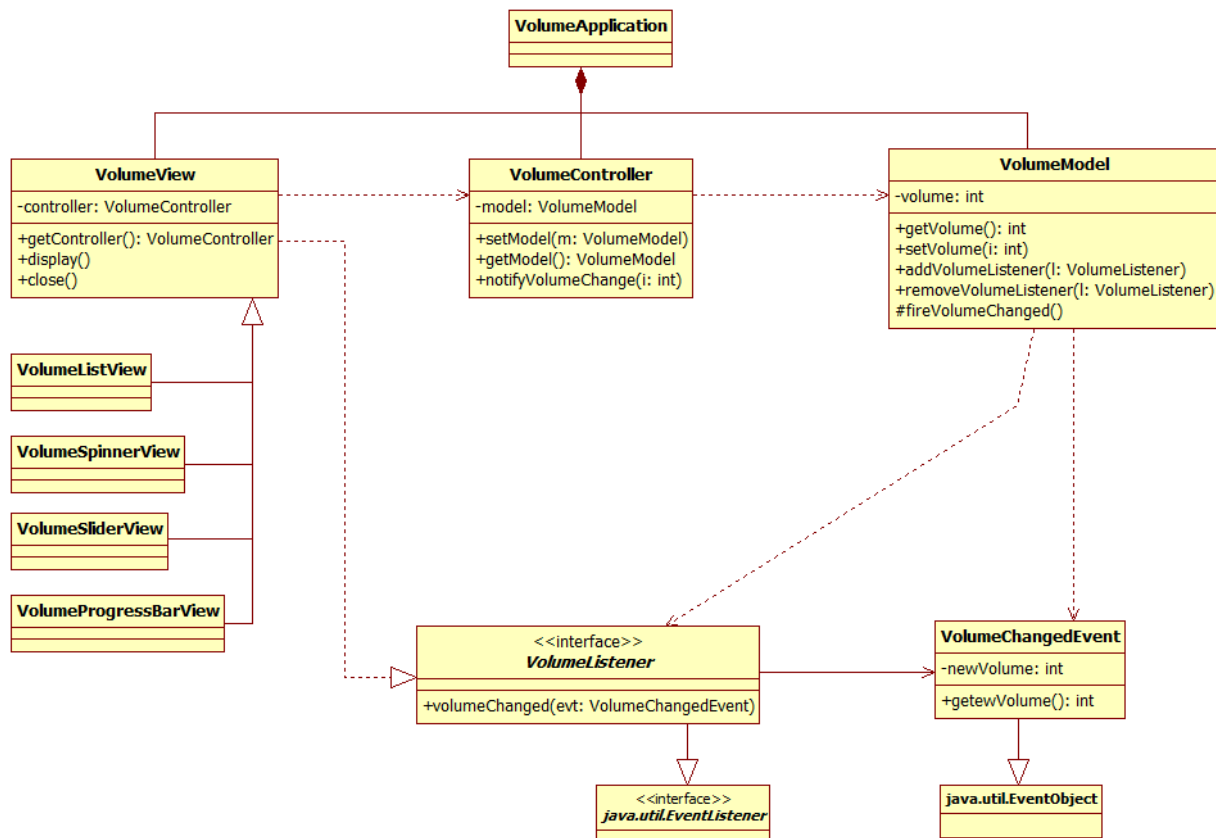 VolumeApplication
VolumeView
-controller: VolumeController
+getController(): VolumeController
+display()
+close()
VolumeController
-model: VolumeModel
+setModel(m: VolumeModel)
+getModel(): VolumeModel
+notifyVolumeChange(i: int)
VolumeModel
-volume: int
+getVolume(): int
+setVolume(i: int)
+addVolumeListener(l: VolumeListener)
+removeVolumeListener(l: VolumeListener)
#fireVolumeChanged()
VolumeListView
VolumeSpinnerView
VolumeSliderView
VolumeProgressBarView
<<interface>>
VolumeListener
+volumeChanged(evt: VolumeChangedEvent)
VolumeChangedEvent
-newVolume: int
+getewVolume(): int
<<interface>>
java.util.EventListener
java.util.EventObject